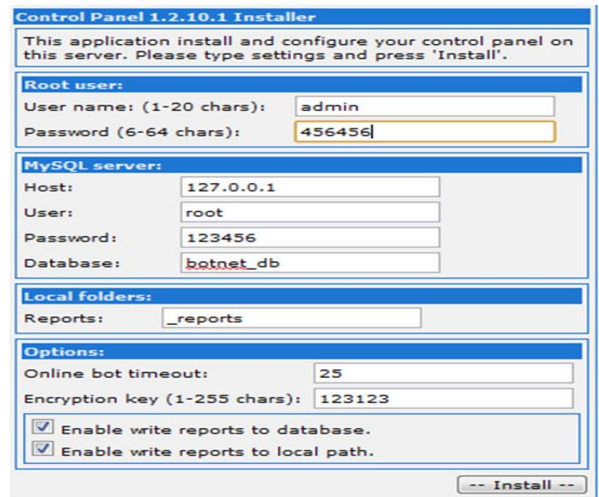 Control Panel 1.2.10.1 Installer
This application install and configure your control panel on
this server. Please type settings and press 'Install'.
Root user:
User name: (1-20 chars): admin
Password (6-64 chars): 456456
MySQL server:
Host: 127.0.0.1
User: root
Password: 123456
Database: botnet_db
Local folders:
Reports: _reports
Options:
Online bot timeout: 25
Encryption key (1-255 chars): 123123
Enable write reports to database.
Enable write reports to local path.
-- Install --